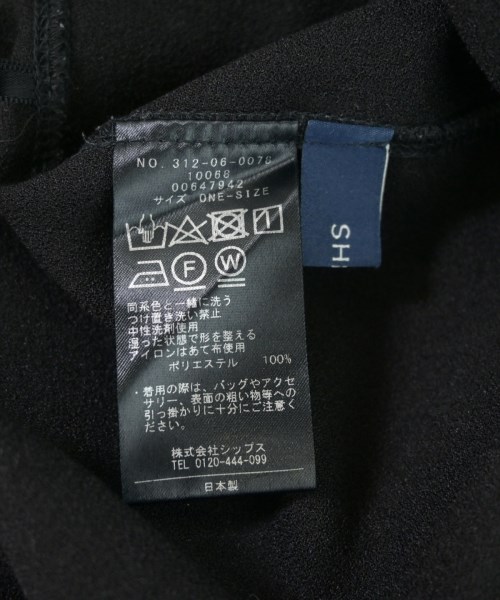 NO. 312-06-0076
10068
00647942
サイズ ONE-SIZE
F
W
同系色と一緒に洗う
つけ置き洗い禁止
中性洗剤使用
湿った状態で形を整える
アイロンはあて布使用
ポリエステル 100%
・着用の際は、バッグやアクセ
サリー、表面の粗い物等への
引っ掛かりに十分にご注意く
ださい。
株式会社シップス
TEL 0120-444-099
日本製
SH